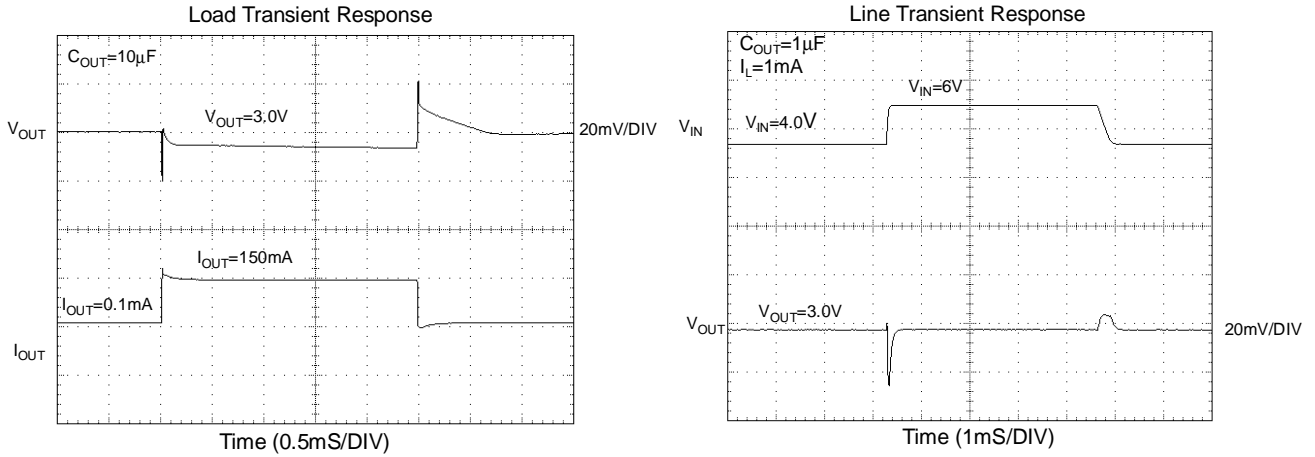 Load Transient Response
C_OUT=10μF
V_OUT=3.0V
V_OUT
20mV/DIV
I_OUT=150mA
I_OUT=0.1mA
I_OUT
Time (0.5mS/DIV)
Line Transient Response
C_OUT=1μF
I_L=1mA
V_IN=6V
V_IN
V_IN=4.0V
V_OUT=3.0V
V_OUT
20mV/DIV
Time (1mS/DIV)